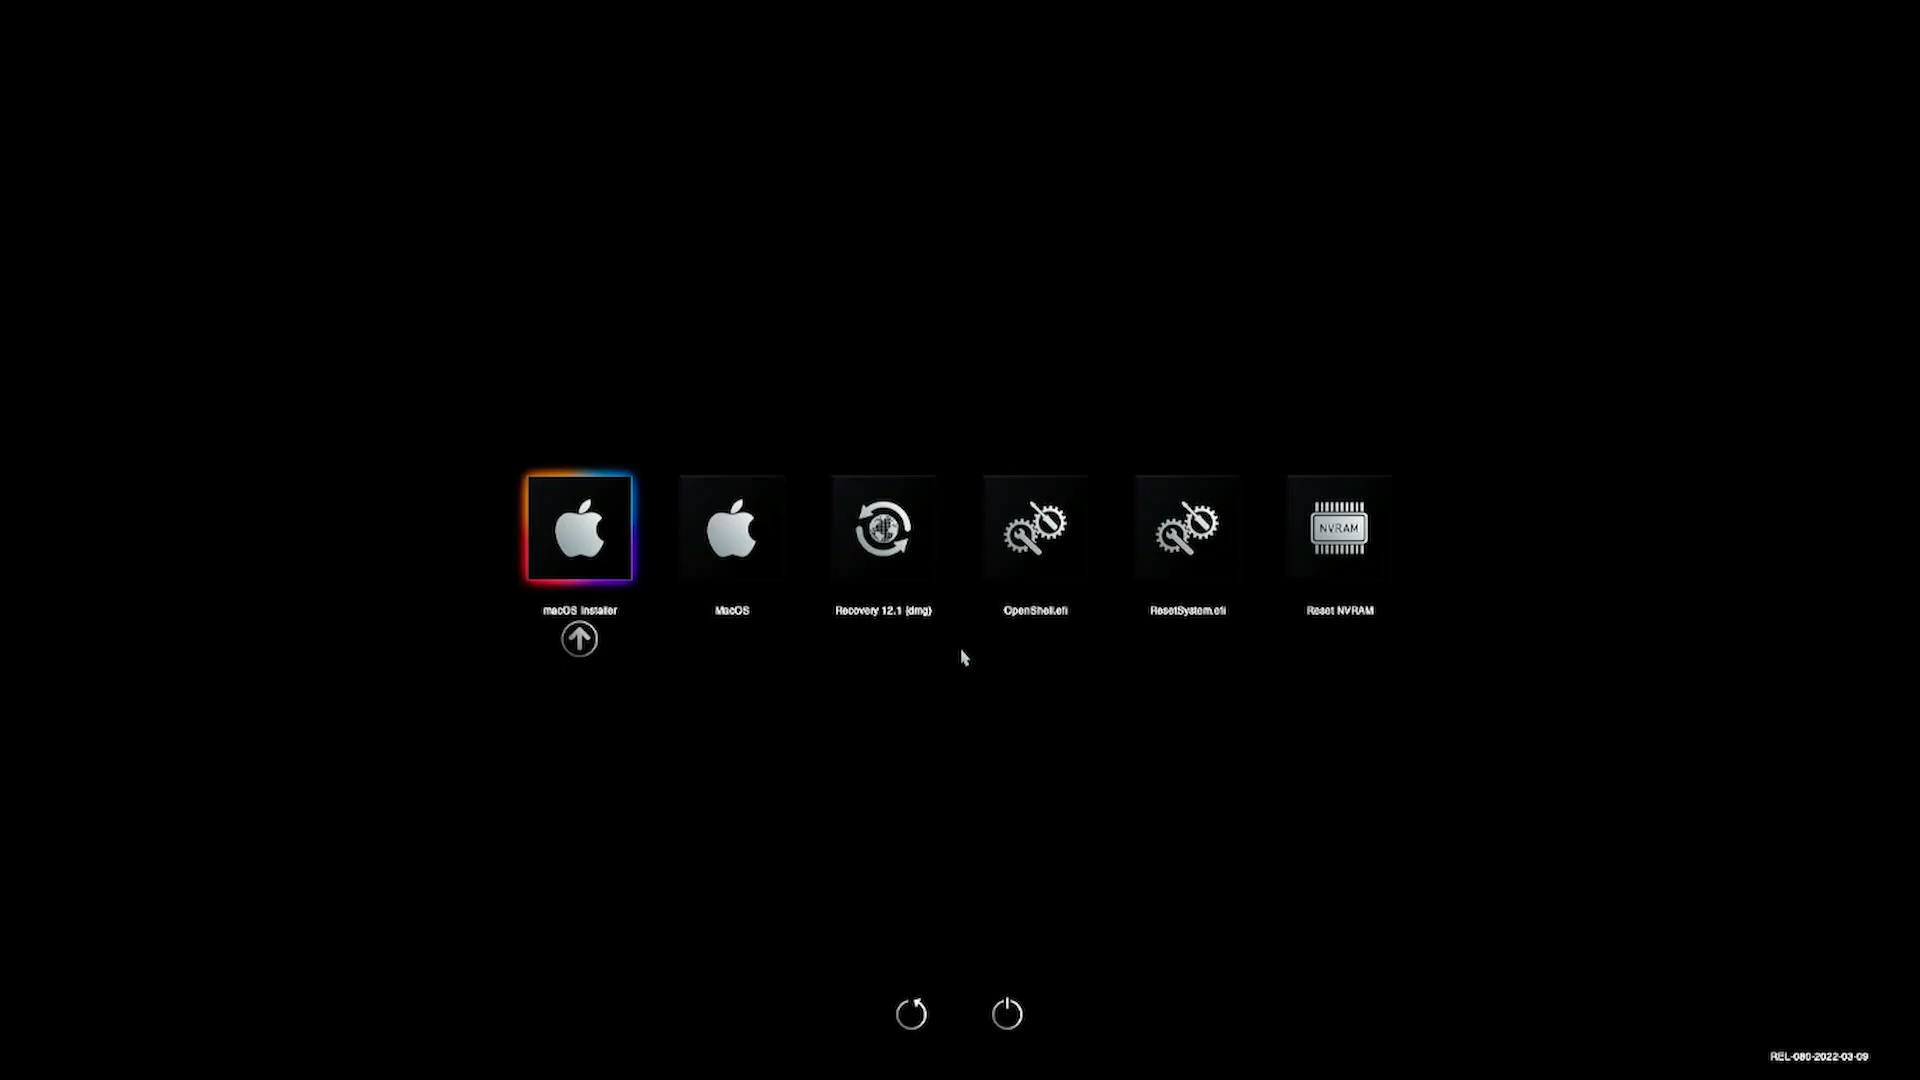 macOS Installer
MacOS
Recovery 12.1 (dmg)
OpenShell.efi
ResetSystem.efi
NVRAM
Reset NVRAM
REL-080-2022-03-09